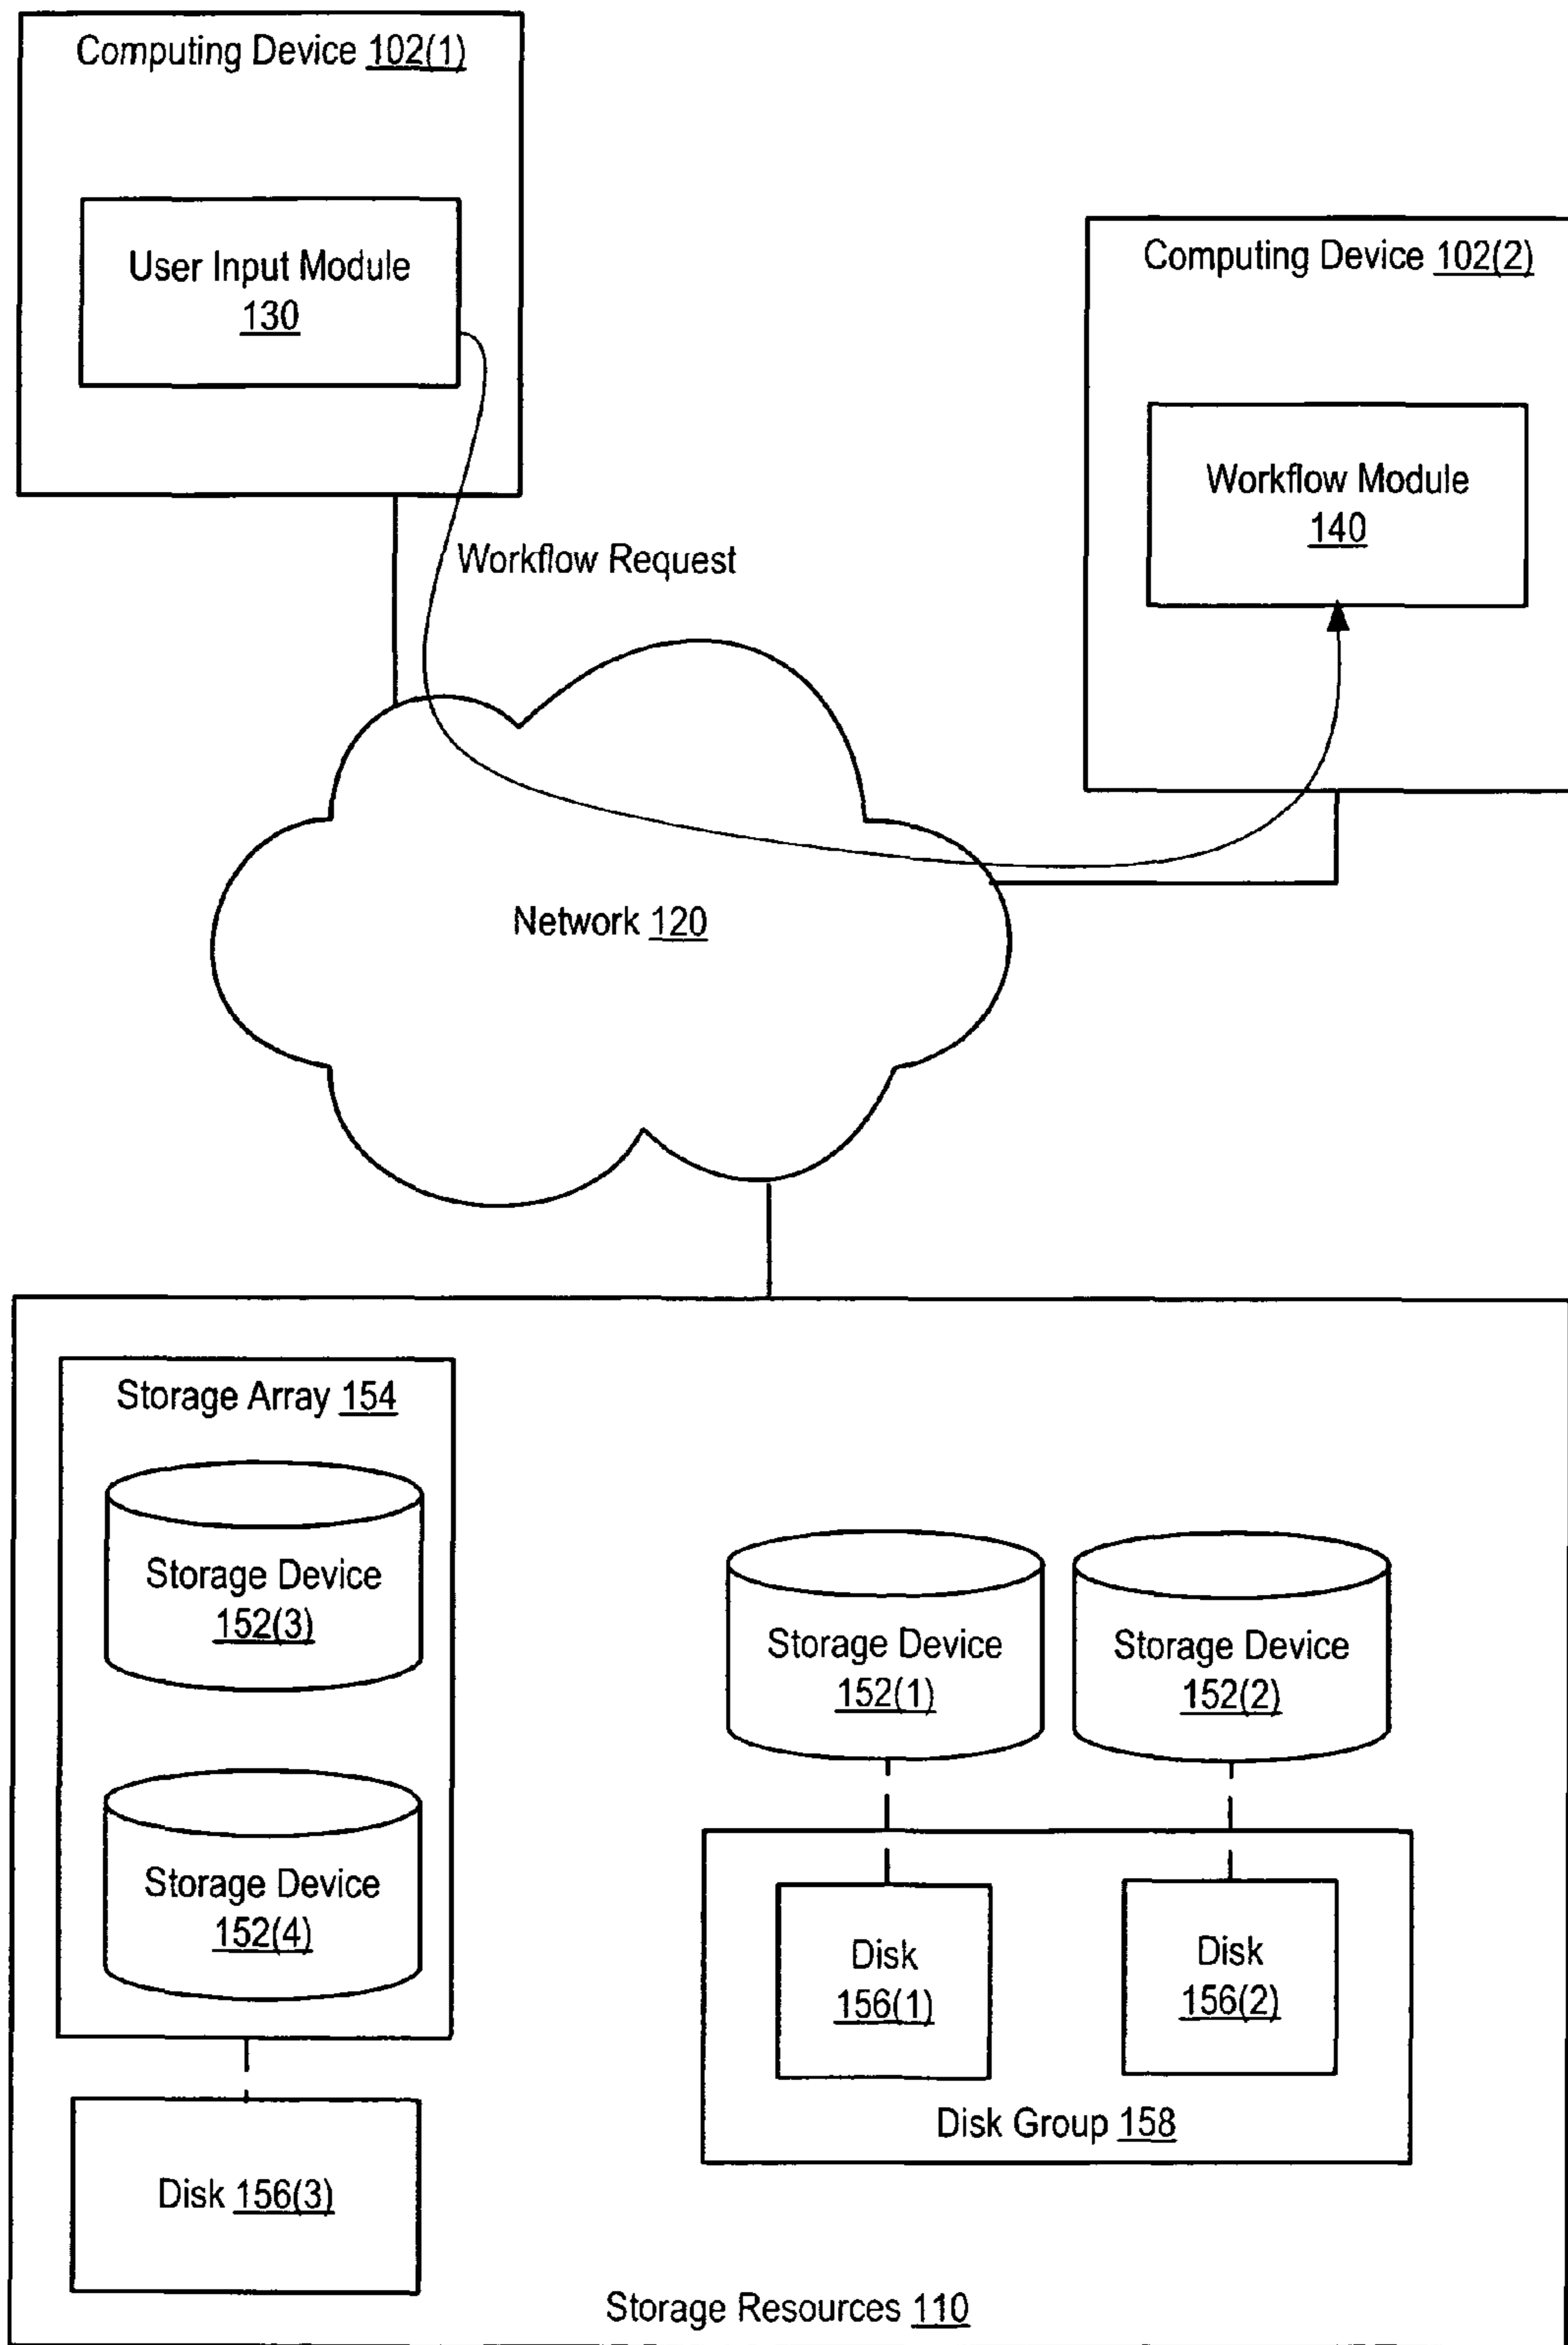 Computing Device 102(1)
User Input Module
130
Computing Device 102(2)
Workflow Module
140
Workflow Request
Network 120
Storage Array 154
Storage Device
152(3)
Storage Device
152(4)
Storage Device
152(1)
Storage Device
152(2)
Disk
156(1)
Disk
156(2)
Disk Group 158
Disk 156(3)
Storage Resources 110